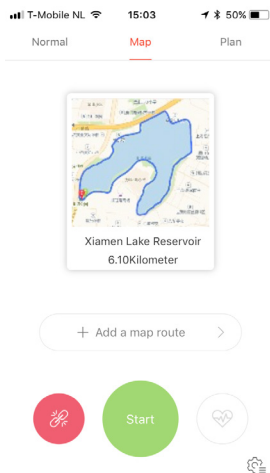 T-Mobile NL 15:03 50%
Normal Map Plan
Xiamen Lake Reservoir
6.10Kilometer
+ Add a map route
Start